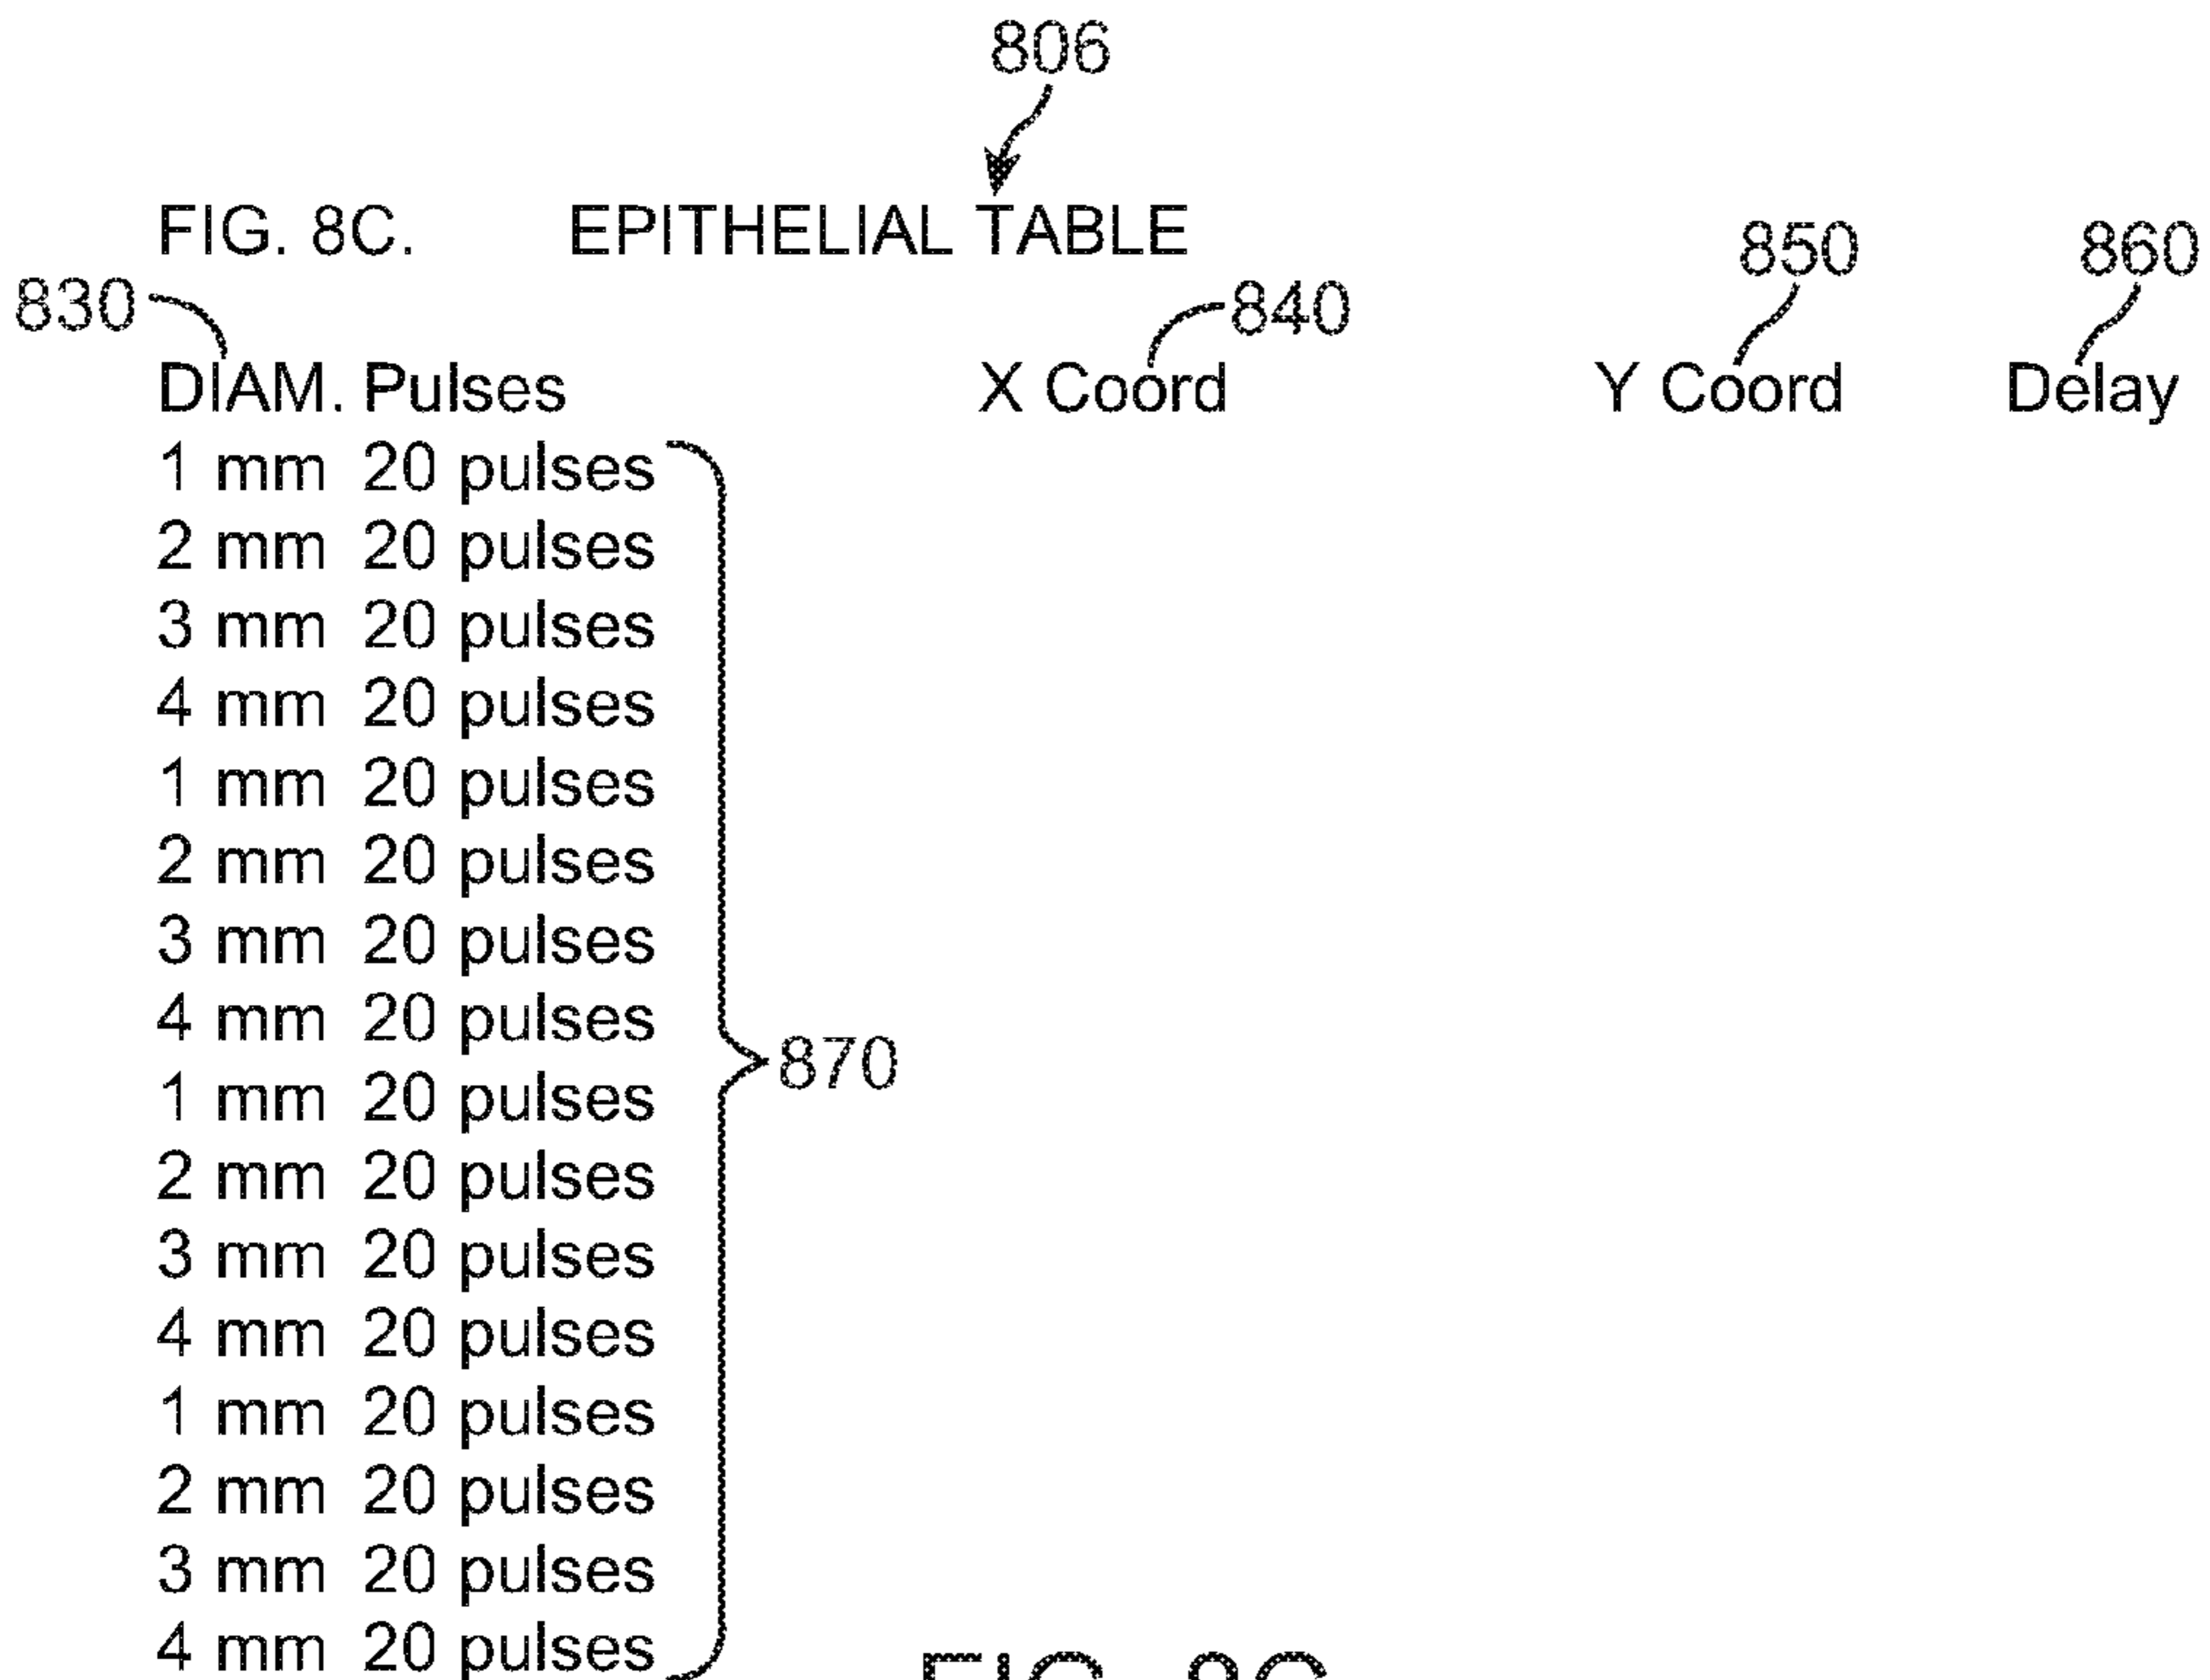 806
FIG. 8C. EPITHELIAL TABLE
850 860
830 840
DIAM. Pulses X Coord Y Coord Delay
1 mm 20 pulses
2 mm 20 pulses
3 mm 20 pulses
4 mm 20 pulses
1 mm 20 pulses
2 mm 20 pulses
3 mm 20 pulses
4 mm 20 pulses
870
1 mm 20 pulses
2 mm 20 pulses
3 mm 20 pulses
4 mm 20 pulses
1 mm 20 pulses
2 mm 20 pulses
3 mm 20 pulses
4 mm 20 pulses
FIG. 8C